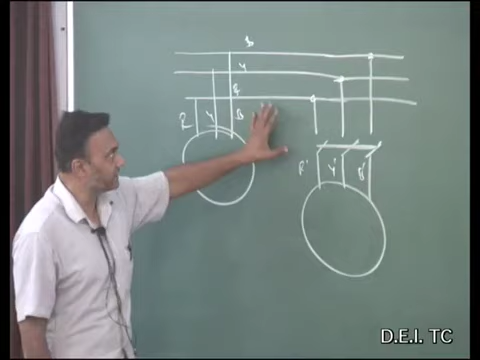 B
Y
R
R Y B
R' Y' B'
D.E.I. TC